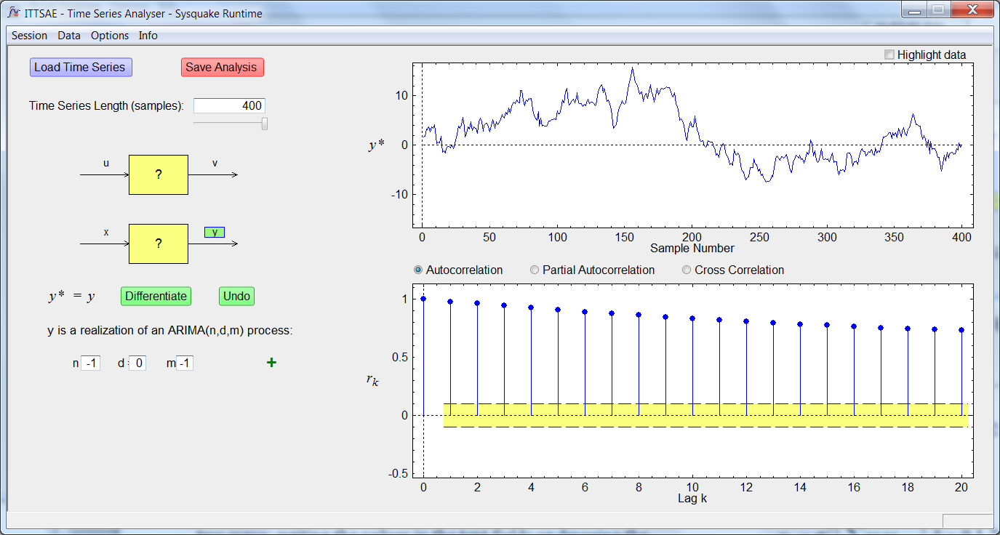 ITTSAE - Time Series Analyser - Sysquake Runtime
Session Data Options Info
Load Time Series Save Analysis
Time Series Length (samples): 400
u ? v
x ? y
y* = y Differentiate Undo
y is a realization of an ARIMA(n,d,m) process:
n -1 d : 0 m -1 +
Highlight data
10
y* 0
-10
0 50 100 150 200 250 300 350 400
Sample Number
Autocorrelation Partial Autocorrelation Cross Correlation
1
0.5
rk
0
-0.5
0 2 4 6 8 10 12 14 16 18 20
Lag k